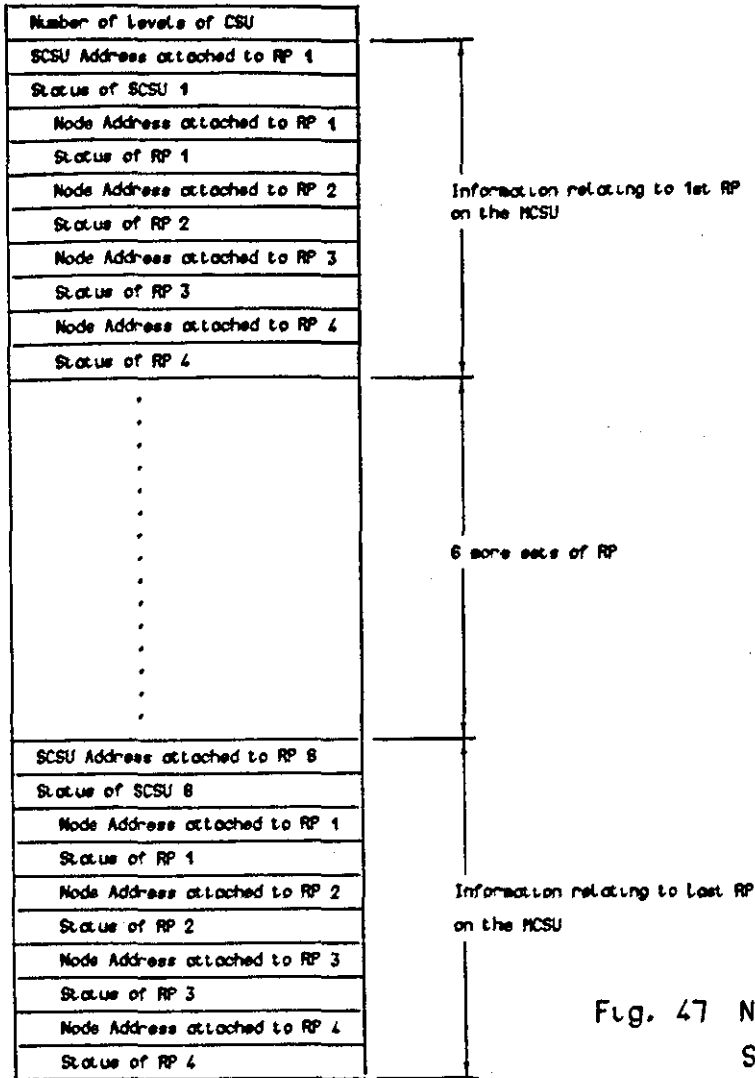 Number of Levels of CSU
SCSU Address attached to RP 1
Status of SCSU 1
Node Address attached to RP 1
Status of RP 1
Node Address attached to RP 2
Status of RP 2
Node Address attached to RP 3
Status of RP 3
Node Address attached to RP 4
Status of RP 4
Information relating to 1st RP
on the MCSU
6 more sets of RP
SCSU Address attached to RP 8
Status of SCSU 8
Node Address attached to RP 1
Status of RP 1
Node Address attached to RP 2
Status of RP 2
Node Address attached to RP 3
Status of RP 3
Node Address attached to RP 4
Status of RP 4
Information relating to Last RP
on the MCSU
Fig. 47 N
S